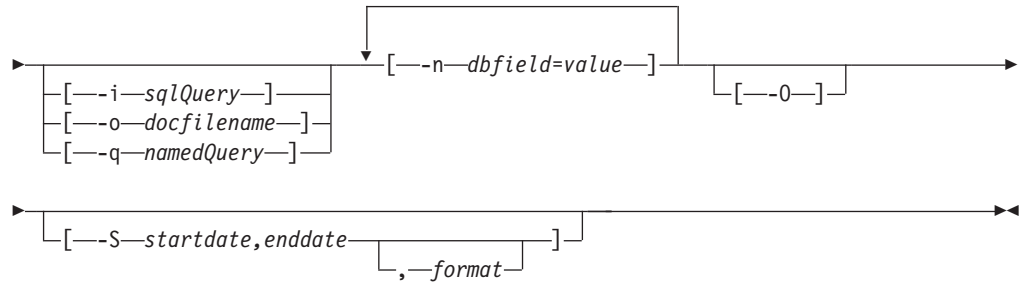 [ -n dbfield=value ]
[ -i sqlQuery ] [ -O ]
[ -o docfilename ]
[ -q namedQuery ]
[ -S startdate,enddate ]
, format